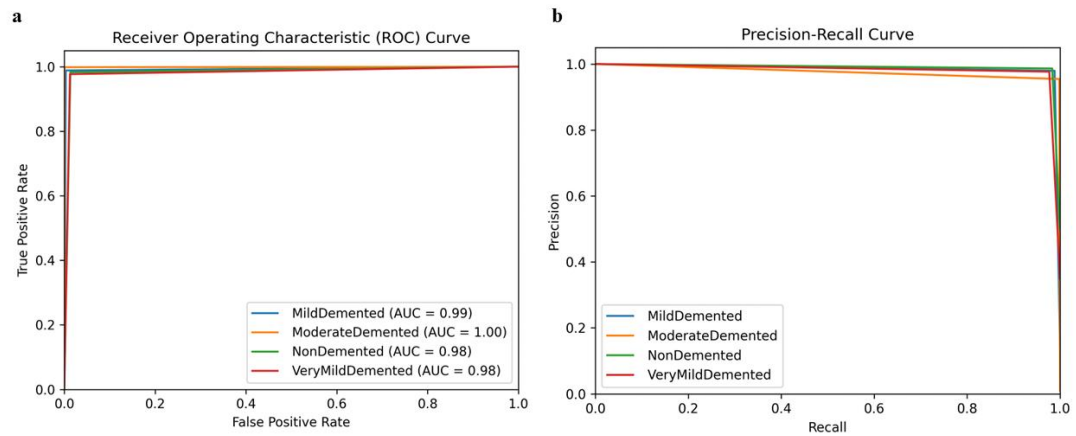 a
Receiver Operating Characteristic (ROC) Curve
1.0
0.8
0.6
0.4
0.2
0.0
True Positive Rate
MildDemented (AUC = 0.99)
ModerateDemented (AUC = 1.00)
NonDemented (AUC = 0.98)
VeryMildDemented (AUC = 0.98)
0.0 0.2 0.4 0.6 0.8 1.0
False Positive Rate
b
Precision-Recall Curve
1.0
0.8
0.6
0.4
0.2
0.0
Precision
MildDemented
ModerateDemented
NonDemented
VeryMildDemented
0.0 0.2 0.4 0.6 0.8 1.0
Recall